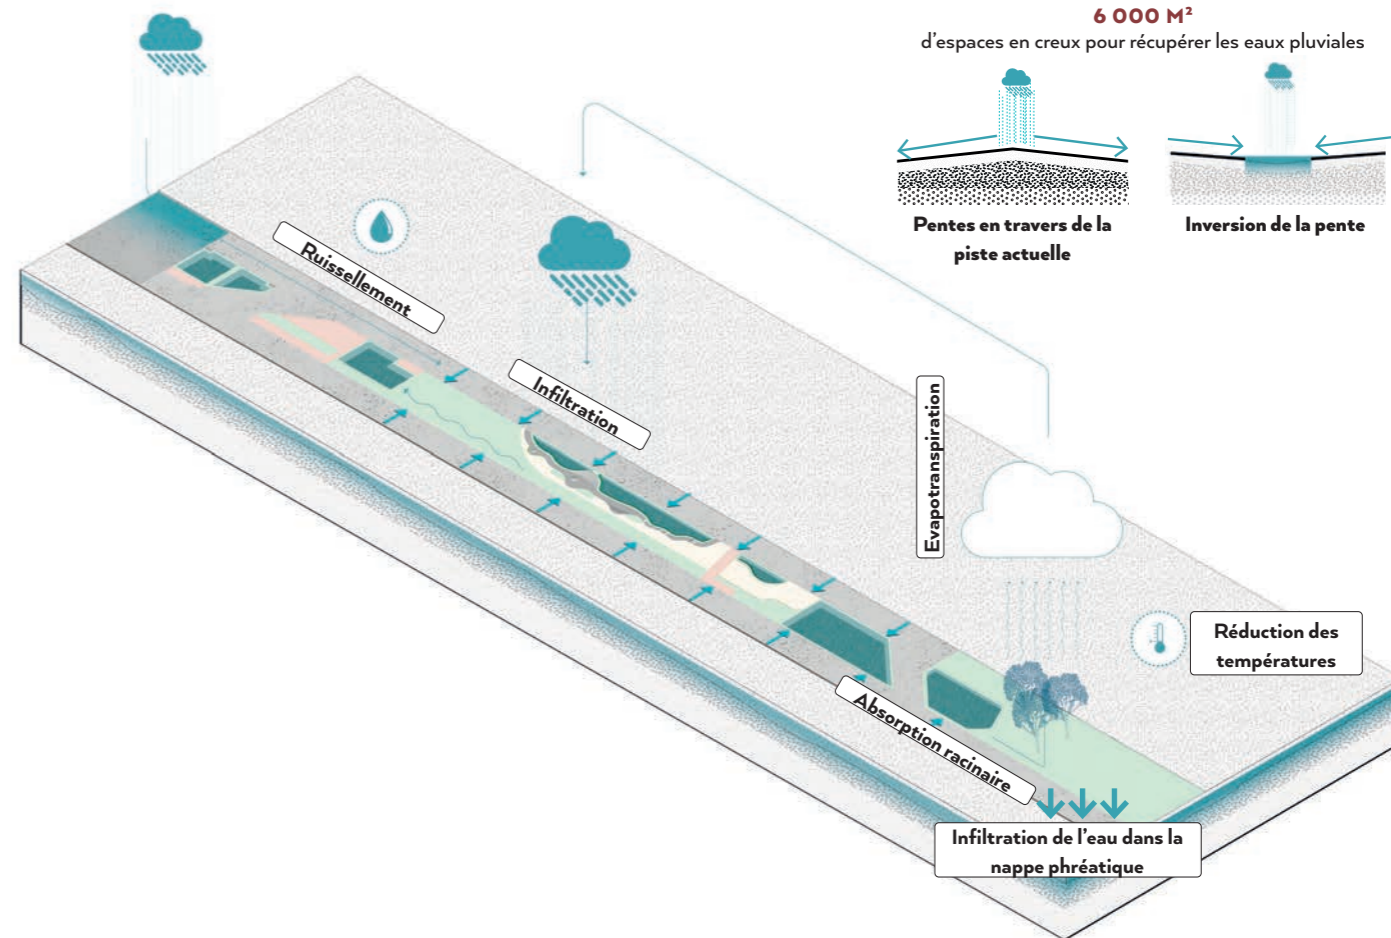 6 000 M²
d'espaces en creux pour récupérer les eaux pluviales
Pentes en travers de la
piste actuelle
Inversion de la pente
Ruissellement
Infiltration
Evapotranspiration
Réduction des
températures
Absorption racinaire
Infiltration de l'eau dans la
nappe phréatique